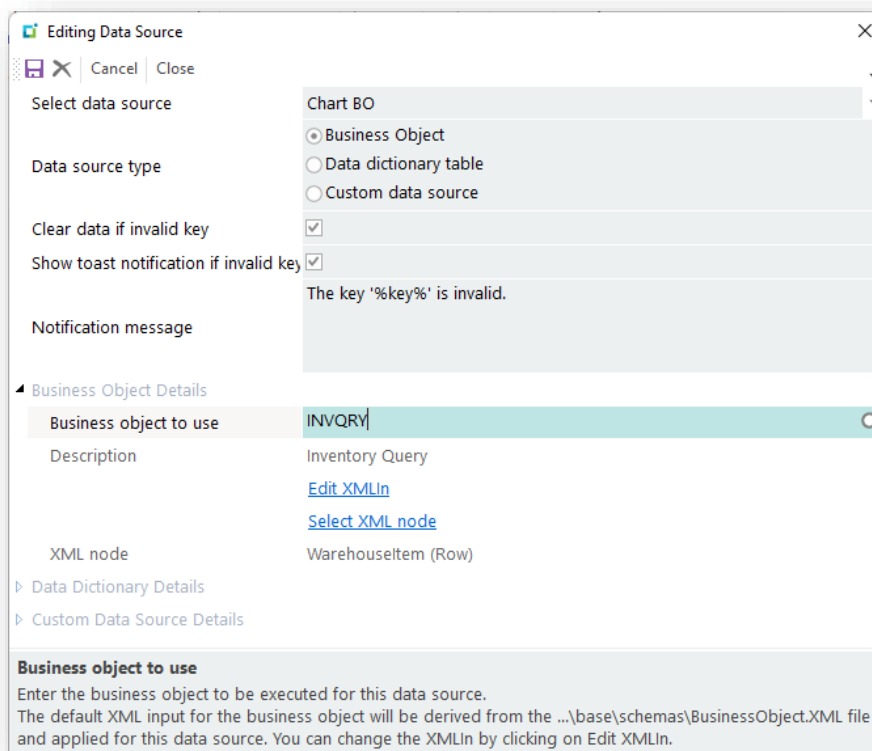 Editing Data Source
Cancel Close
Select data source Chart BO
Business Object
Data source type
Data dictionary table
Custom data source
Clear data if invalid key
Show toast notification if invalid key
The key '%key%' is invalid.
Notification message
Business Object Details
Business object to use INVQRY
Description Inventory Query
Edit XMLIn
Select XML node
XML node WarehouseItem (Row)
Data Dictionary Details
Custom Data Source Details
Business object to use
Enter the business object to be executed for this data source.
The default XML input for the business object will be derived from the ...\base\schemas\BusinessObject.XML file
and applied for this data source. You can change the XMLIn by clicking on Edit XMLIn.